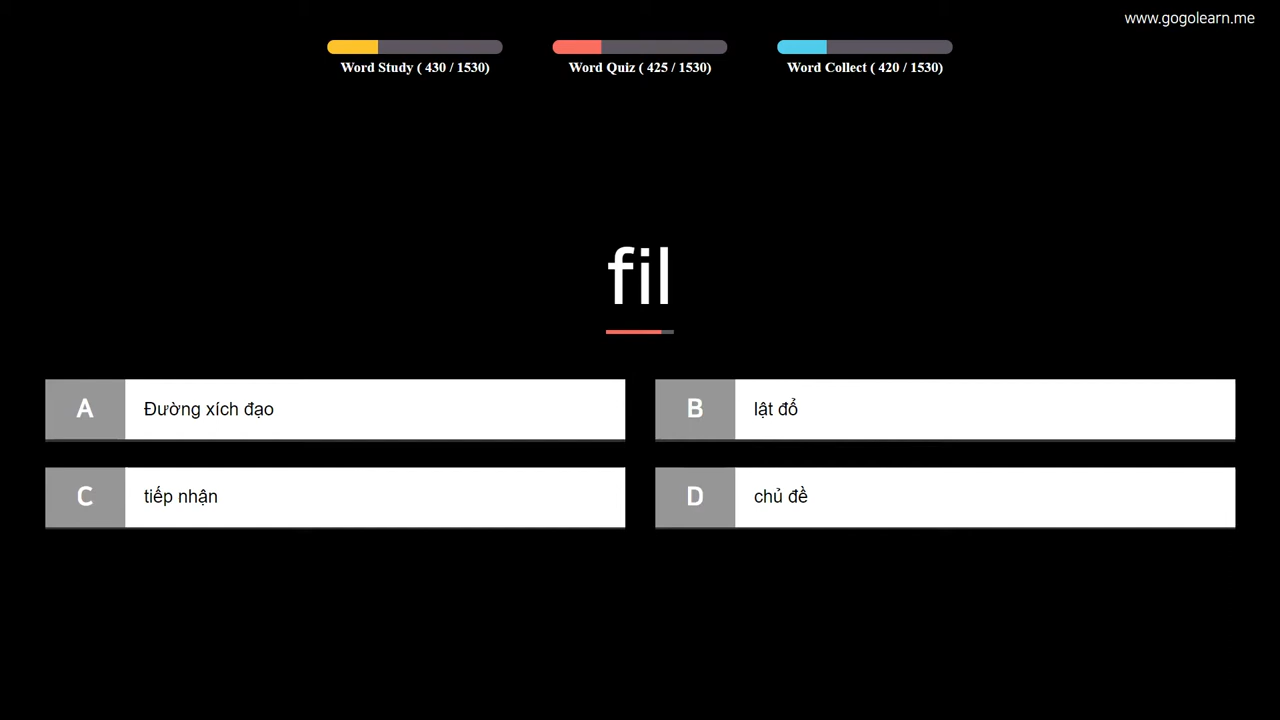 www.gogolearn.me
Word Study ( 430 / 1530)
Word Quiz ( 425 / 1530)
Word Collect ( 420 / 1530)
fil
A Đường xích đạo
B lật đổ
C tiếp nhận
D chủ đề